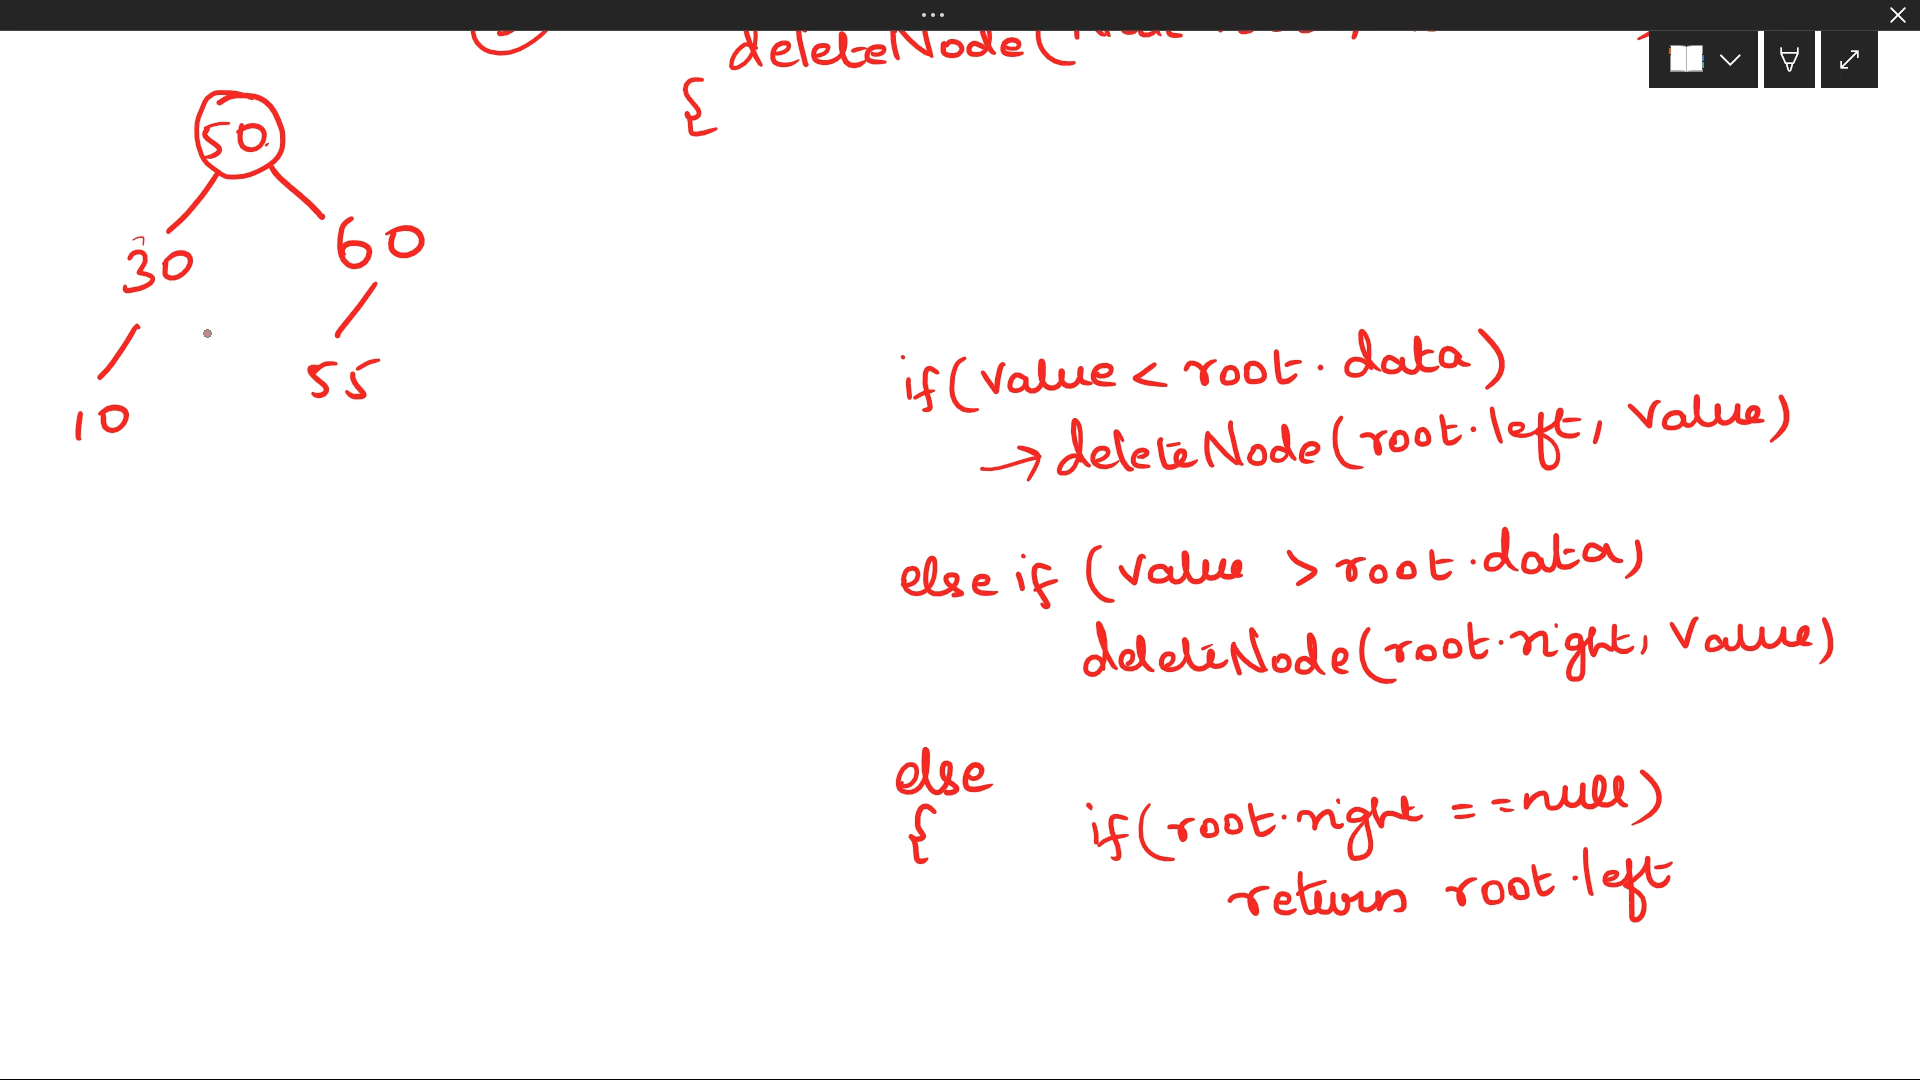 deleteNode(
{
50
30 60
10 55
if(value < root.data)
→ deleteNode(root.left, value)
else if (value > root.data)
deleteNode(root.right, value)
else
{ if(root.right == null)
return root.left